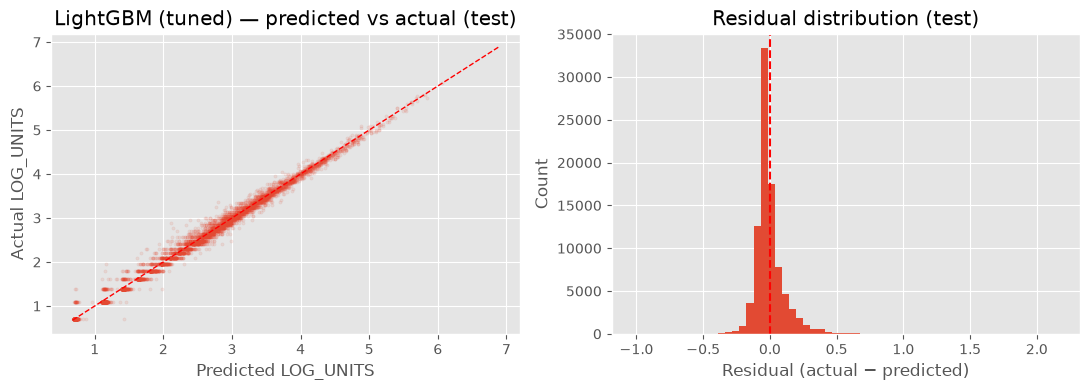 LightGBM (tuned) — predicted vs actual (test)
7
6
5
4
3
2
1
Actual LOG_UNITS
1 2 3 4 5 6 7
Predicted LOG_UNITS
Residual distribution (test)
35000
30000
25000
20000
15000
10000
5000
0
Count
−1.0 −0.5 0.0 0.5 1.0 1.5 2.0
Residual (actual − predicted)